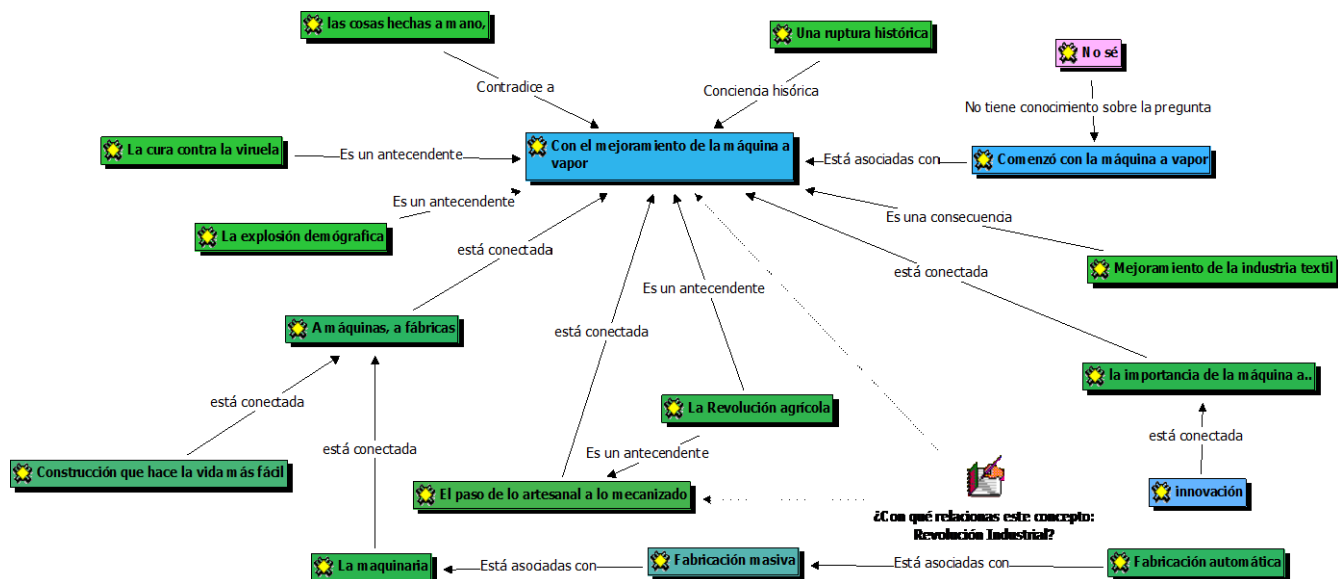 las cosas hechas a mano,
Una ruptura histórica
No sé
Contradice a
Conciencia hisórica
No tiene conocimiento sobre la pregunta
La cura contra la viruela
Es un antecedente
Con el mejoramiento de la máquina a
vapor
Está asociadas con
Comenzó con la máquina a vapor
Es un antecedente
Es una consecuencia
La explosión demógrafica
está conectada
Mejoramiento de la industria textil
está conectada
Es un antecedente
A máquinas, a fábricas
está conectada
la importancia de la máquina a..
está conectada
La Revolución agrícola
está conectada
está conectada
Es un antecedente
Construcción que hace la vida más fácil
El paso de lo artesanal a lo mecanizado
innovación
¿Con qué relacionas este concepto:
Revolución Industrial?
La maquinaria
Está asociadas con
Fabricación masiva
Está asociadas con
Fabricación automática